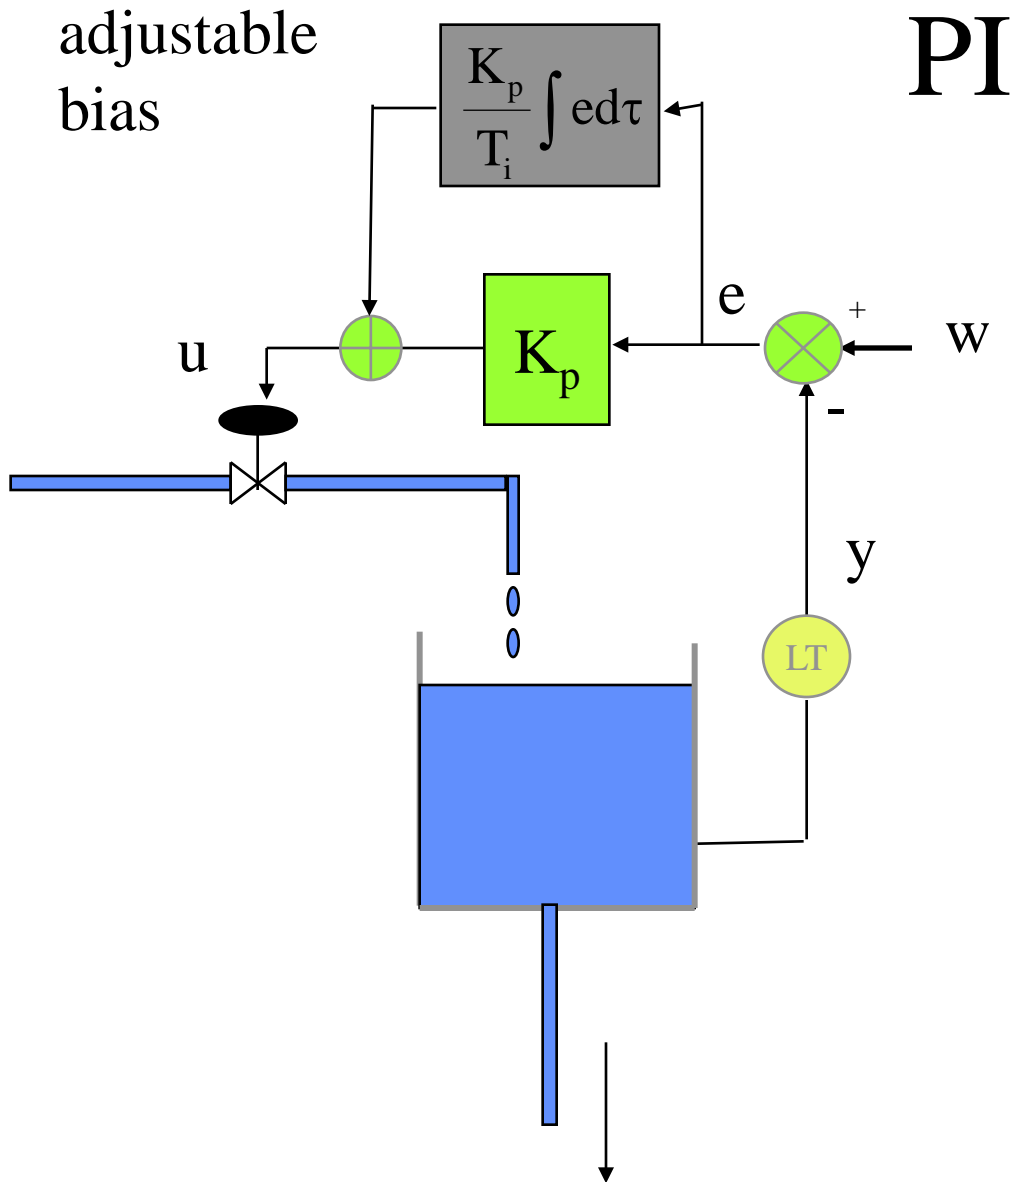 adjustable
bias
PI
K_p/T_i ∫ edτ
e
+
w
u
K_p
-
y
LT